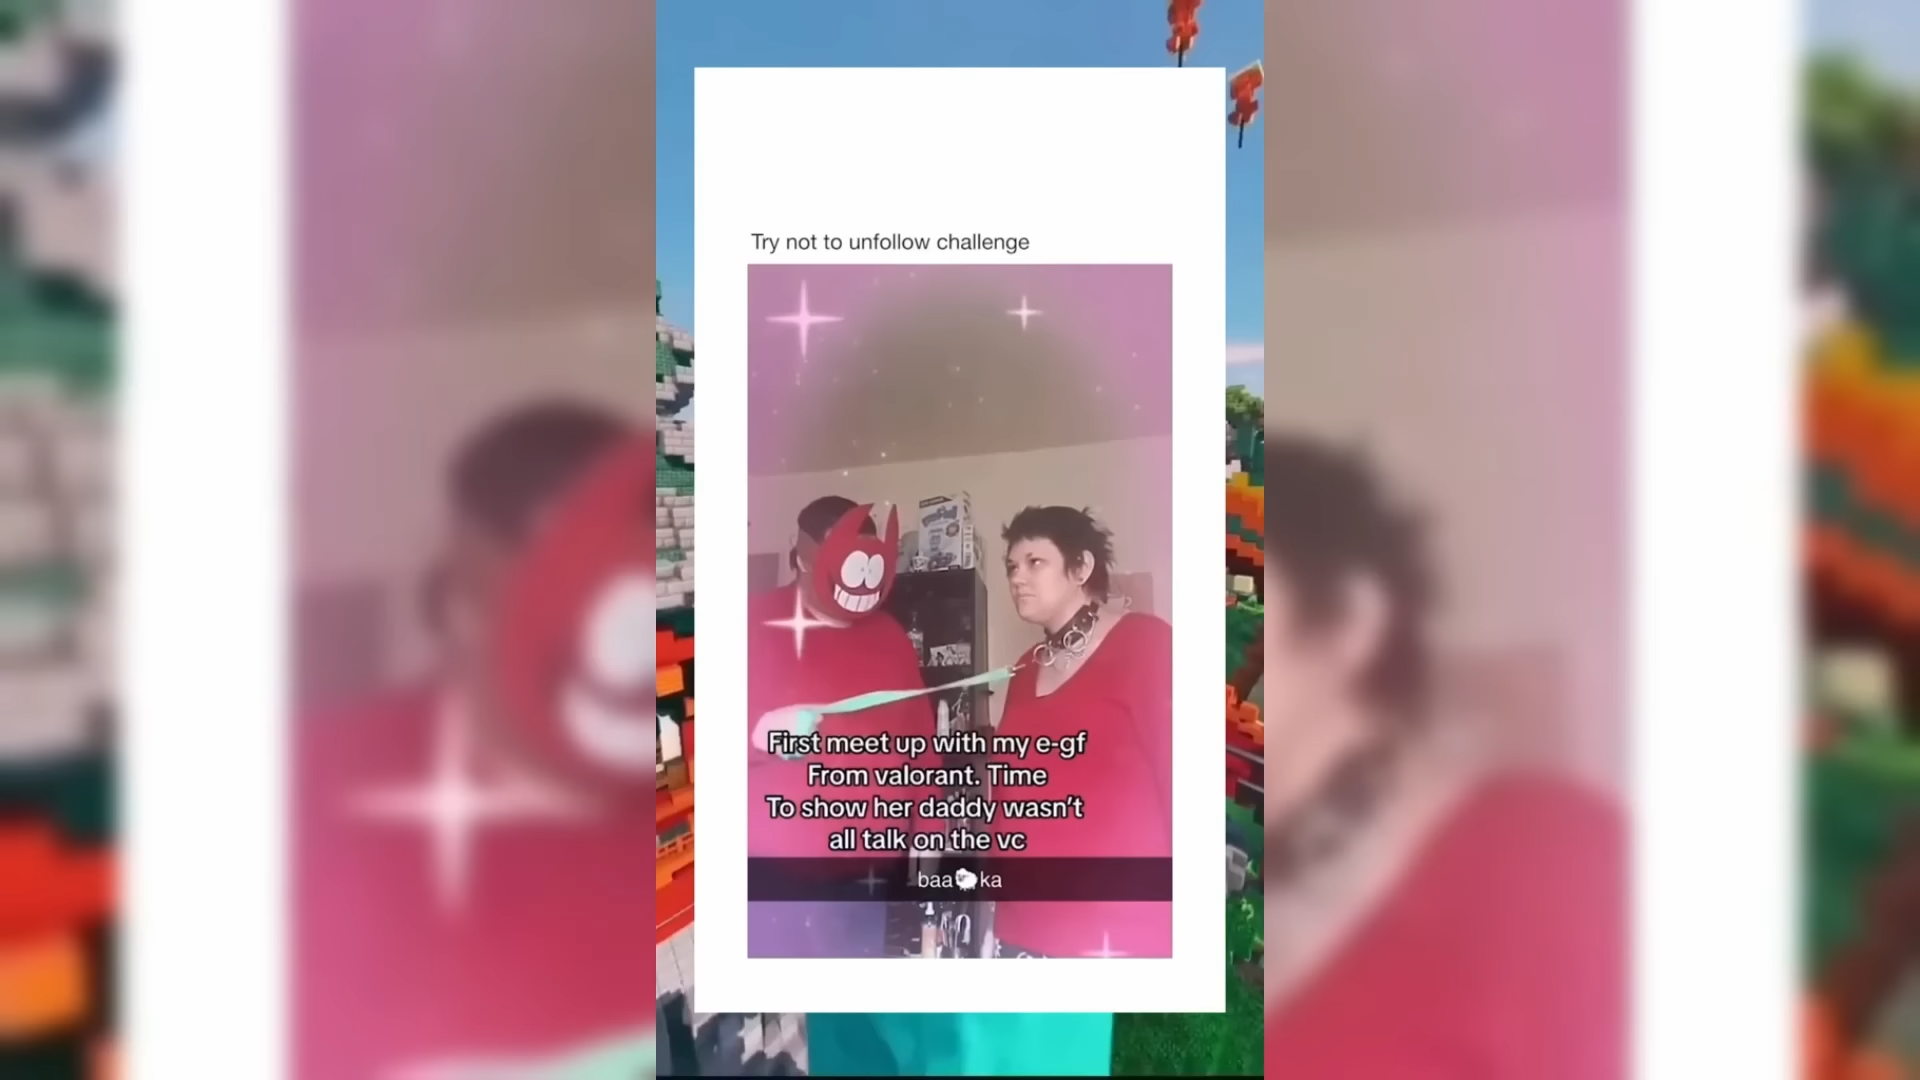 Try not to unfollow challenge
First meet up with my e-gf
From valorant. Time
To show her daddy wasn't
all talk on the vc
baa🐑ka